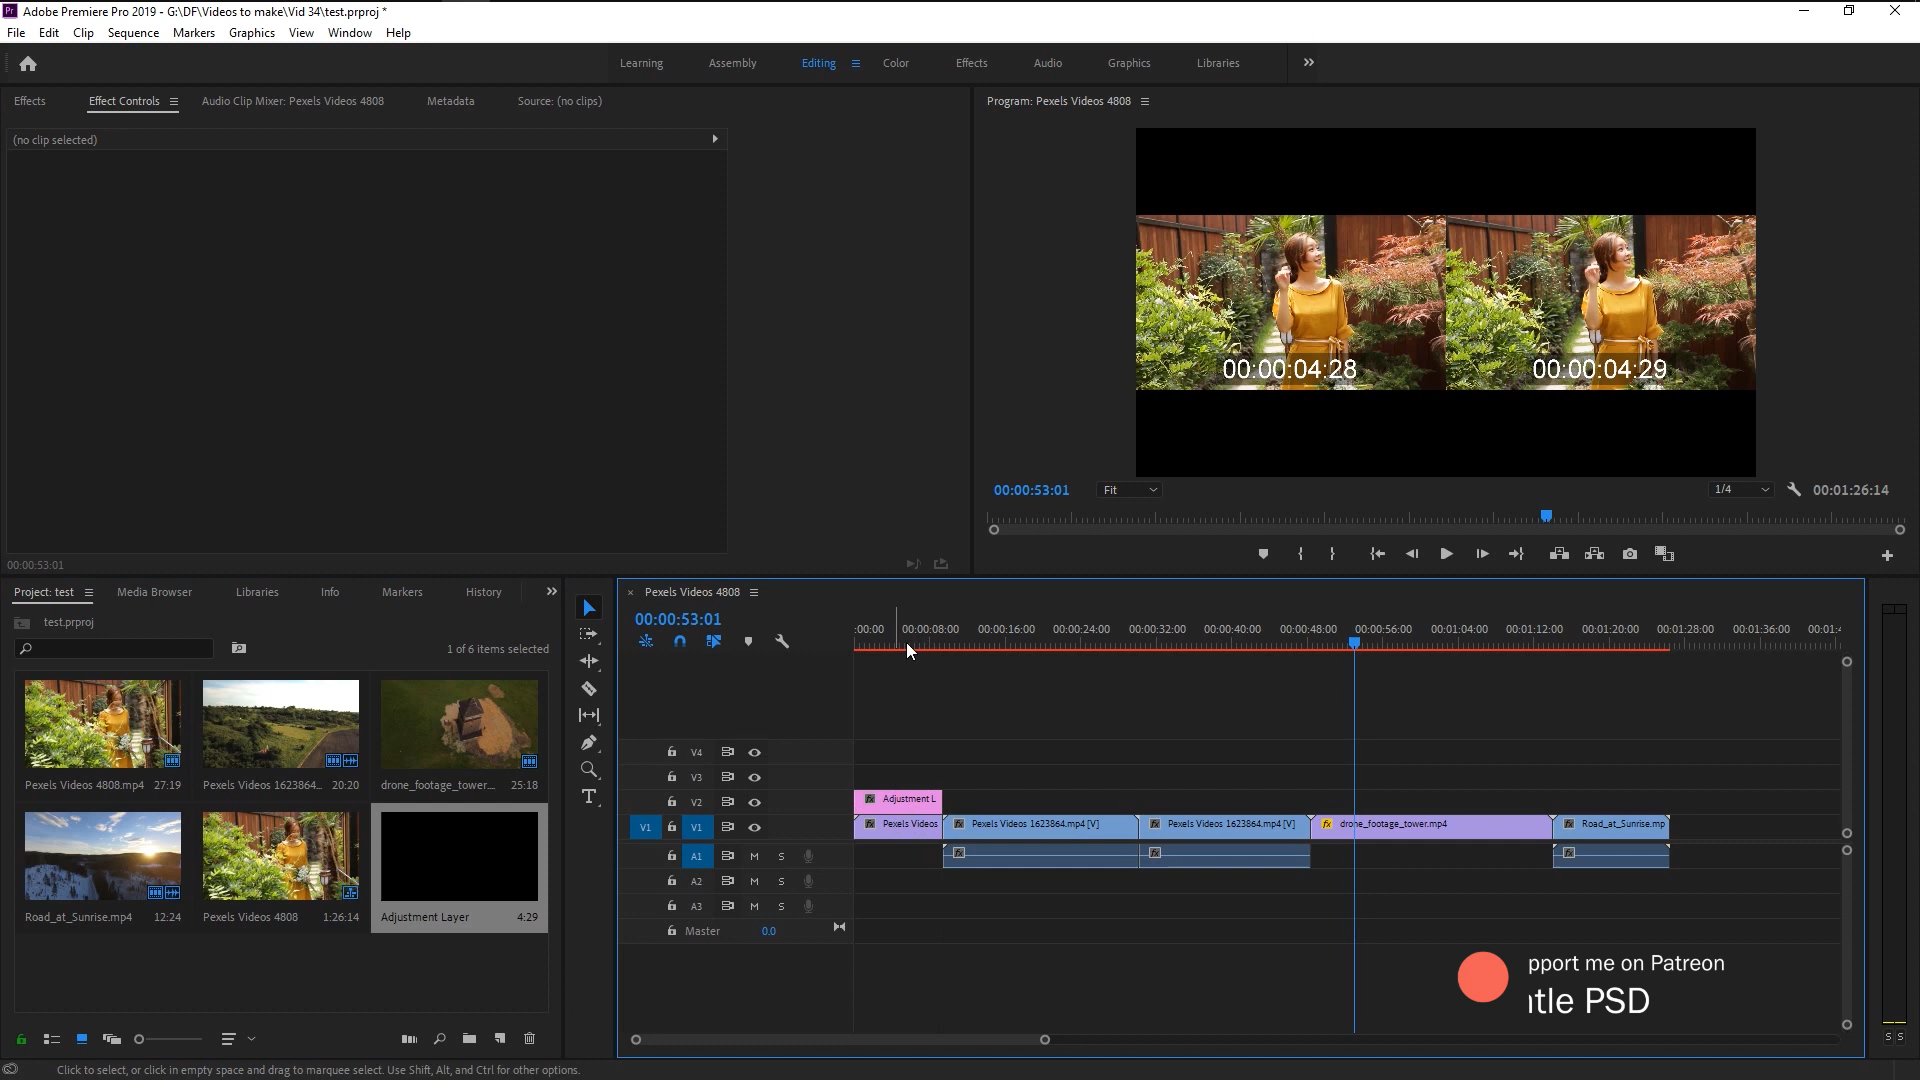 Pr Adobe Premiere Pro 2019 - G:\DF\Videos to make\Vid 34\test.prproj *
File Edit Clip Sequence Markers Graphics View Window Help
Learning Assembly Editing Color Effects Audio Graphics Libraries
Effects Effect Controls Audio Clip Mixer: Pexels Videos 4808 Metadata Source: (no clips)
Program: Pexels Videos 4808
(no clip selected)
00:00:04:28 00:00:04:29
00:00:53:01 Fit 1/4 00:01:26:14
00:00:53:01
Project: test Media Browser Libraries Info Markers History
test.prproj
1 of 6 items selected
Pexels Videos 4808.mp4 27:19
Pexels Videos 1623864... 20:20
drone_footage_tower.... 25:18
Road_at_Sunrise.mp4 12:24
Pexels Videos 4808 1:26:14
Adjustment Layer 4:29
Pexels Videos 4808
00:00:53:01
:00:00 00:00:08:00 00:00:16:00 00:00:24:00 00:00:32:00 00:00:40:00 00:00:48:00 00:00:56:00 00:01:04:00 00:01:12:00 00:01:20:00 00:01:28:00 00:01:36:00 00:01:4
V4
V3
V2 fx Adjustment L
V1 V1 fx Pexels Videos fx Pexels Videos 1623864.mp4 [V] fx Pexels Videos 1623864.mp4 [V] fx drone_footage_tower.mp4 fx Road_at_Sunrise.mp
A1 M S fx fx fx
A2 M S
A3 M S
Master 0.0
pport me on Patreon
tle PSD
S S
Click to select, or click in empty space and drag to marquee select. Use Shift, Alt, and Ctrl for other options.